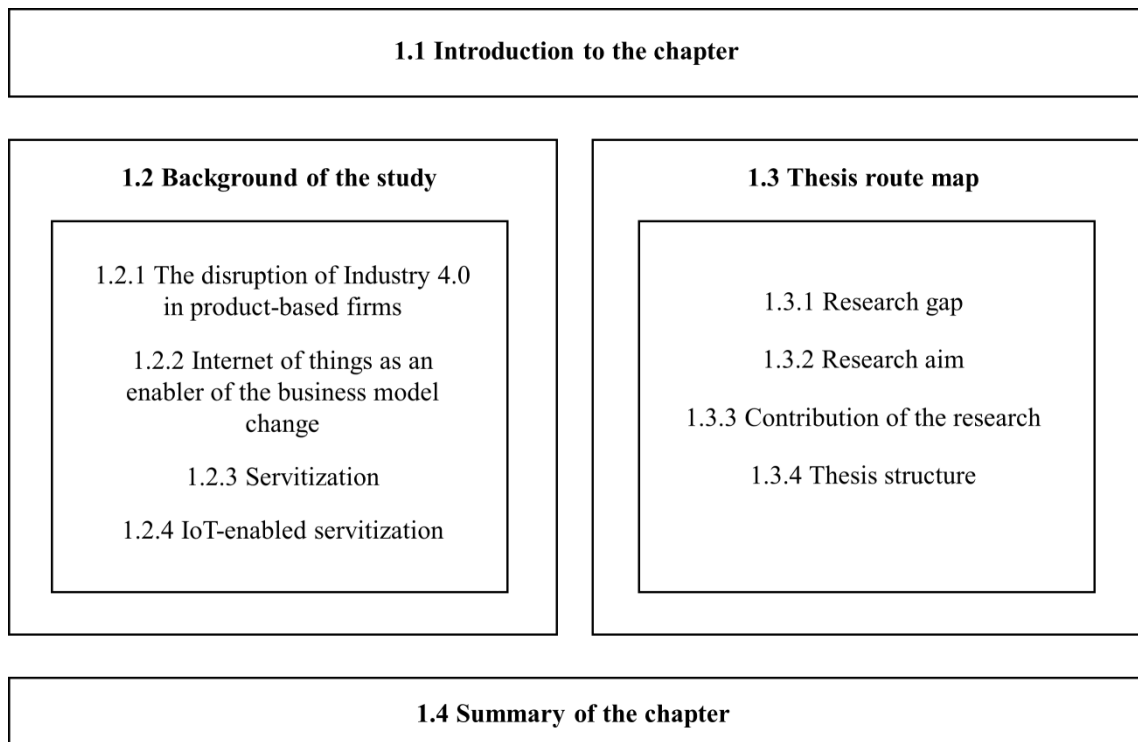 1.1 Introduction to the chapter
1.2 Background of the study
1.2.1 The disruption of Industry 4.0
in product-based firms
1.2.2 Internet of things as an
enabler of the business model
change
1.2.3 Servitization
1.2.4 IoT-enabled servitization
1.3 Thesis route map
1.3.1 Research gap
1.3.2 Research aim
1.3.3 Contribution of the research
1.3.4 Thesis structure
1.4 Summary of the chapter